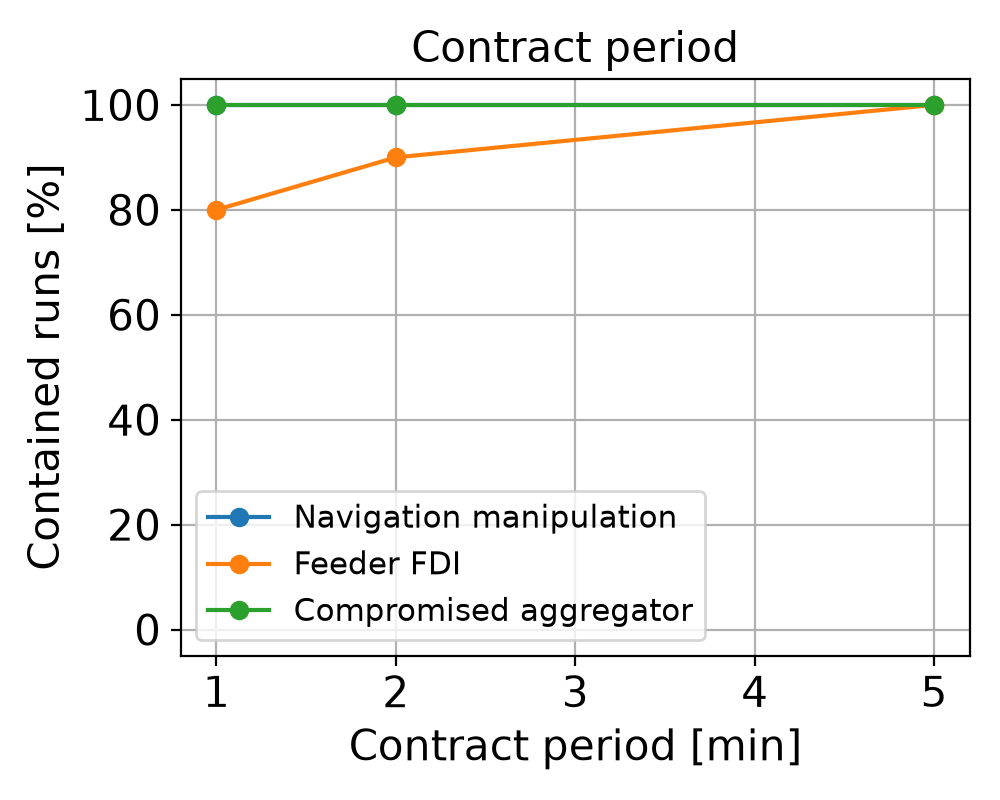 Contract period
Contained runs [%]
100
80
60
40
20
0
Navigation manipulation
Feeder FDI
Compromised aggregator
1 2 3 4 5
Contract period [min]